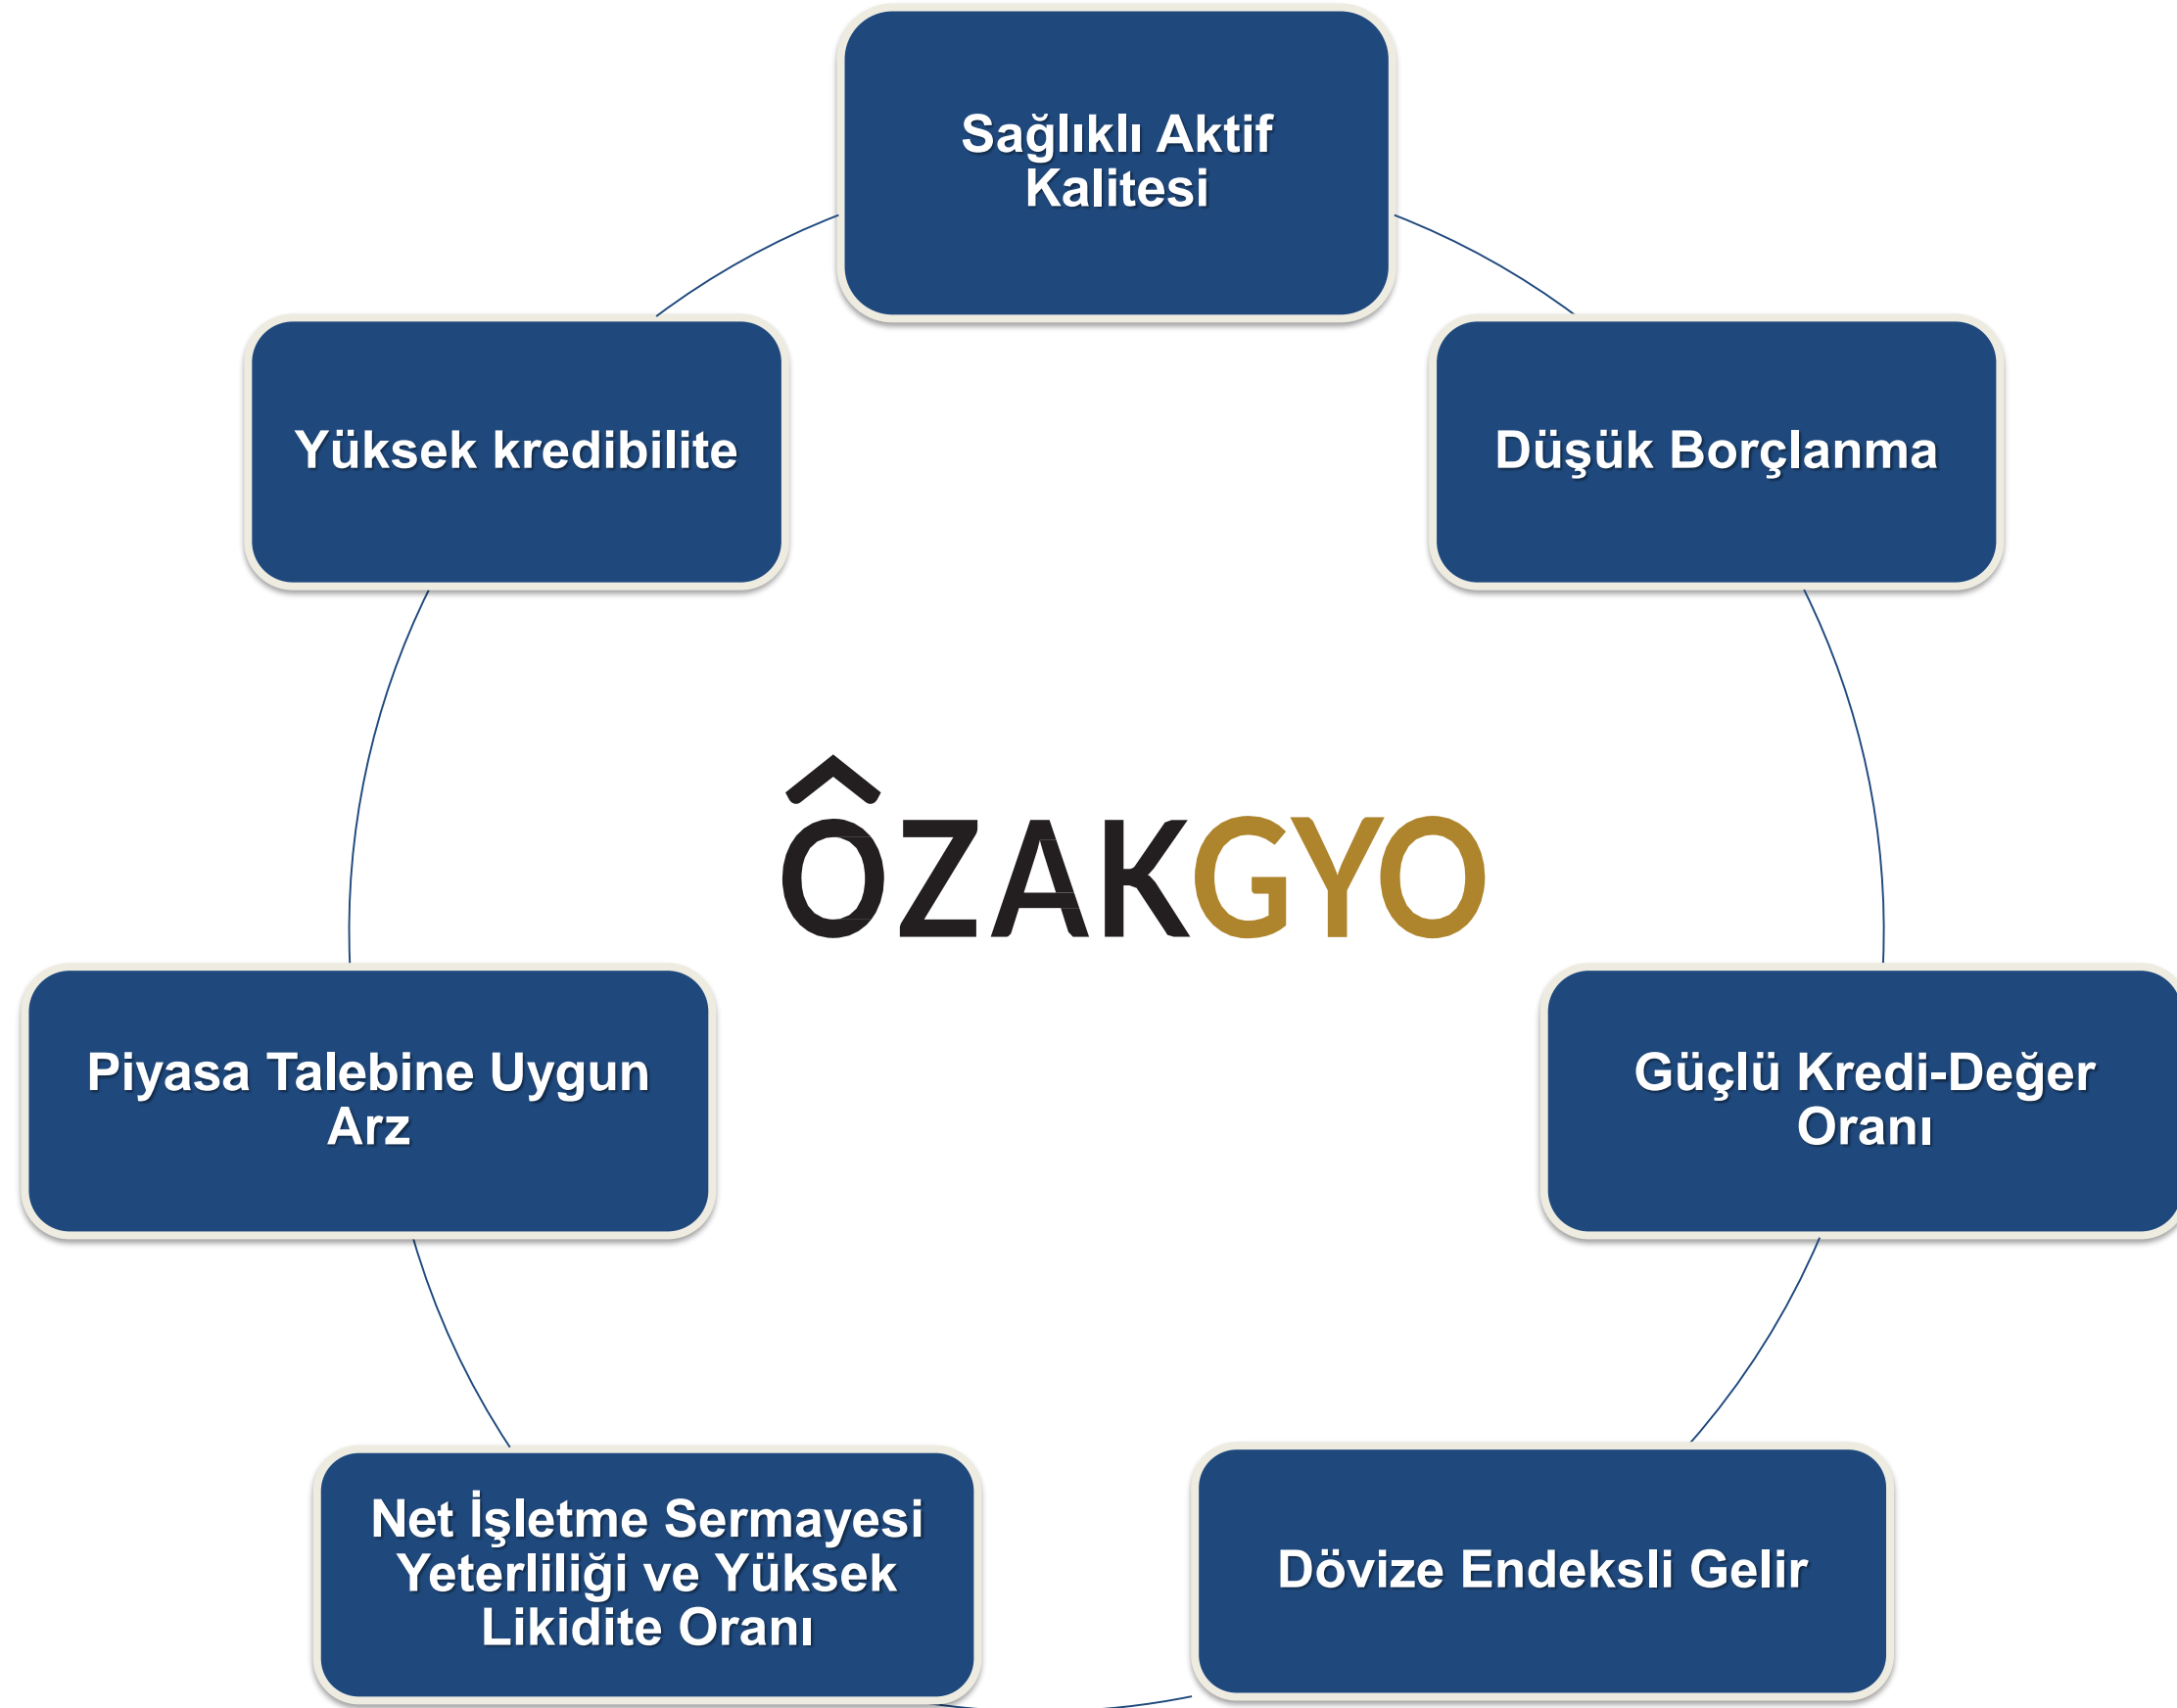 Sağlıklı Aktif
Kalitesi
Yüksek kredibilite
Düşük Borçlanma
ÖZAKGYO
Piyasa Talebine Uygun
Arz
Güçlü Kredi-Değer
Oranı
Net İşletme Sermayesi
Yeterliliği ve Yüksek
Likidite Oranı
Dövize Endeksli Gelir